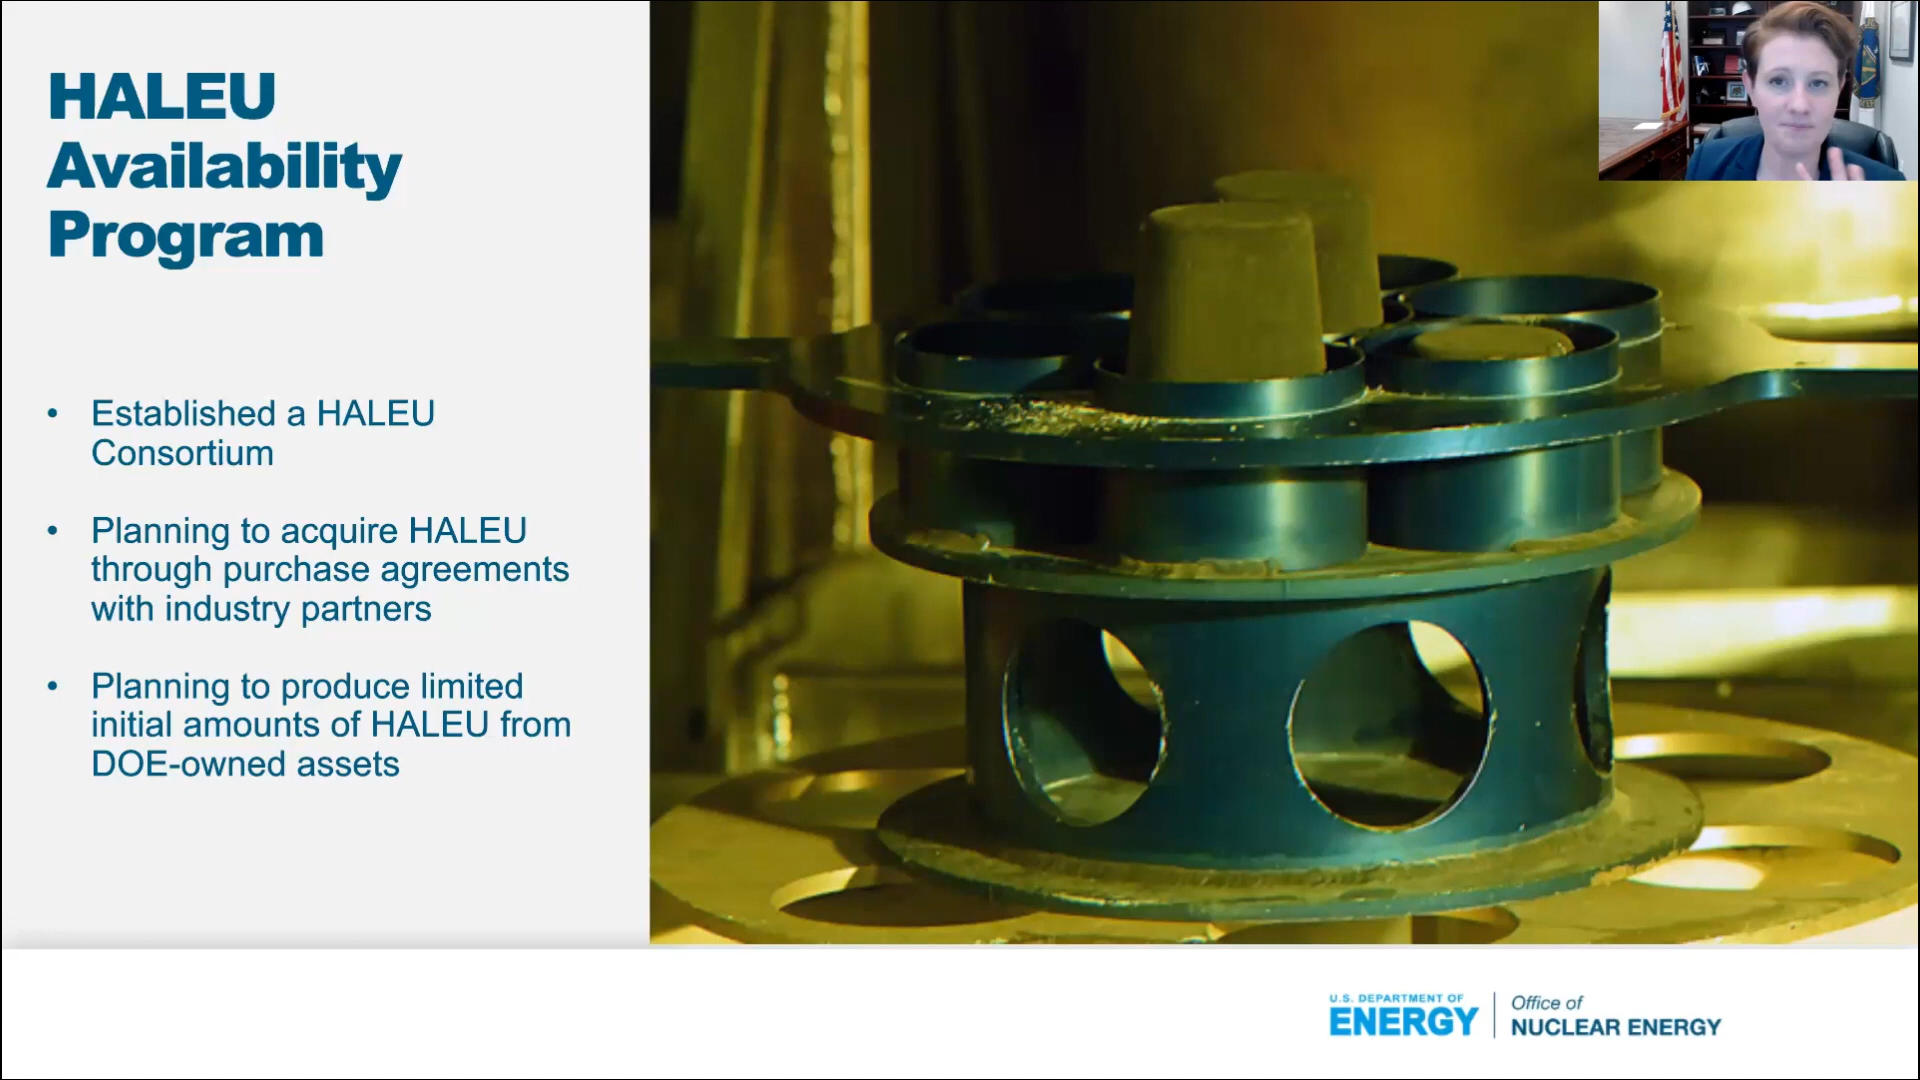 HALEU
Availability
Program
• Established a HALEU
Consortium
• Planning to acquire HALEU
through purchase agreements
with industry partners
• Planning to produce limited
initial amounts of HALEU from
DOE-owned assets
U.S. DEPARTMENT OF
ENERGY
Office of
NUCLEAR ENERGY